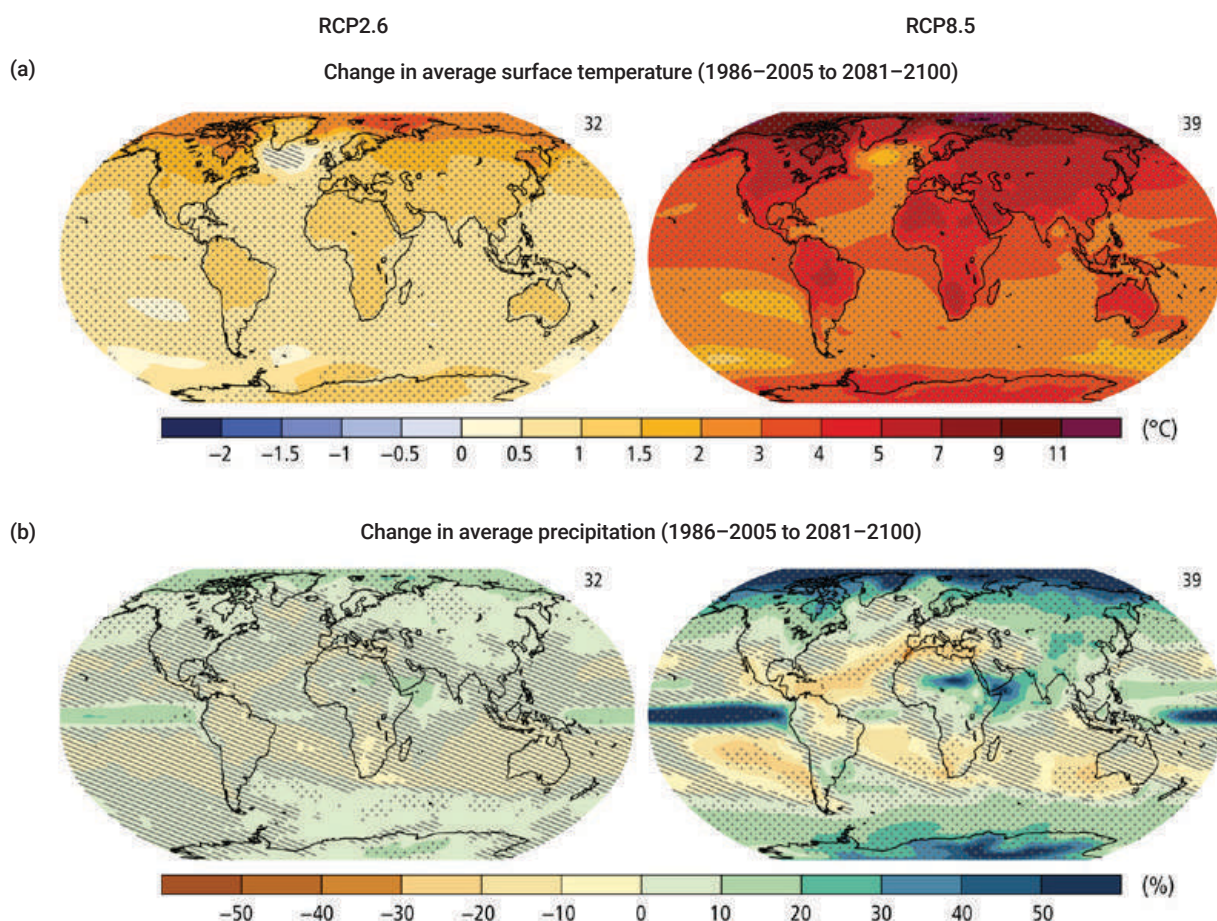 RCP2.6 RCP8.5
(a) Change in average surface temperature (1986–2005 to 2081–2100)
32 39
(°C)
−2 −1.5 −1 −0.5 0 0.5 1 1.5 2 3 4 5 7 9 11
(b) Change in average precipitation (1986–2005 to 2081–2100)
32 39
(%)
−50 −40 −30 −20 −10 0 10 20 30 40 50